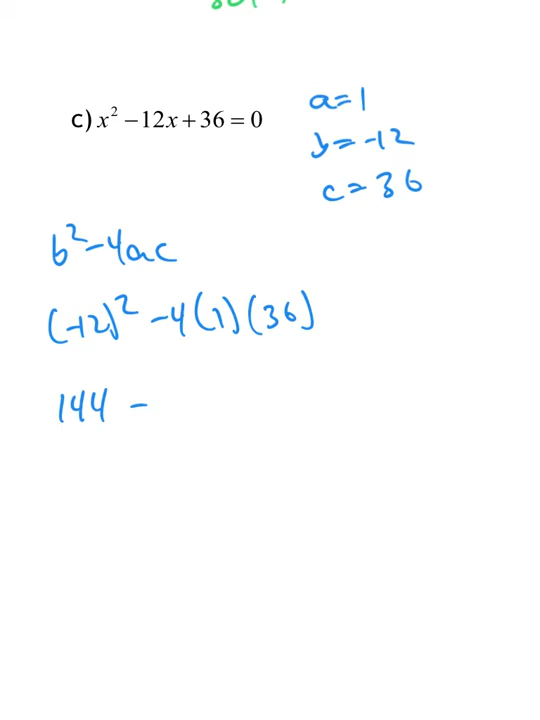 c) x² − 12x + 36 = 0
a = 1
b = -12
c = 36
b² - 4ac
(-12)² - 4(1)(36)
144 -